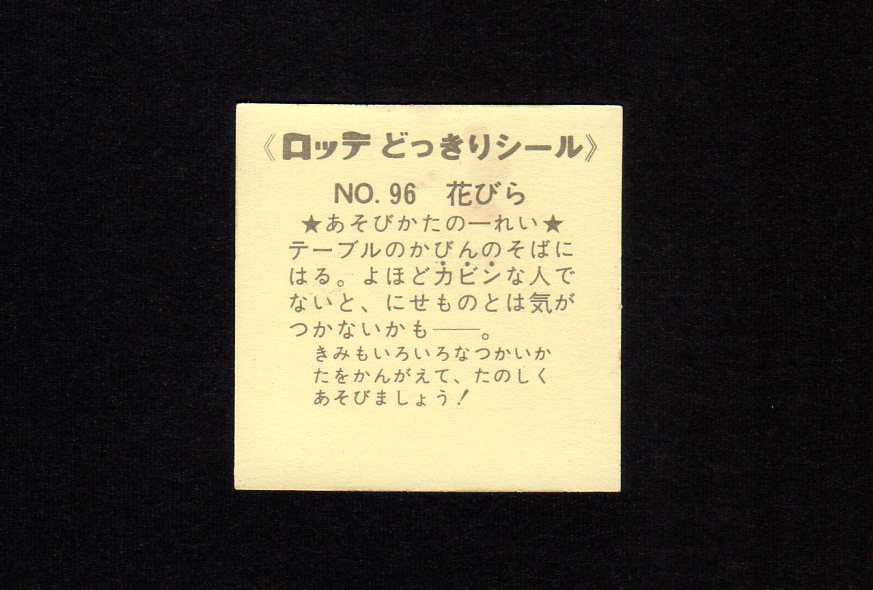 《ロッテ どっきりシール》
NO. 96 花びら
★あそびかたの一れい★
テーブルのかびんのそばに
はる。よほどカビンな人で
ないと、にせものとは気が
つかないかも――。
きみもいろいろなつかいか
たをかんがえて、たのしく
あそびましょう!